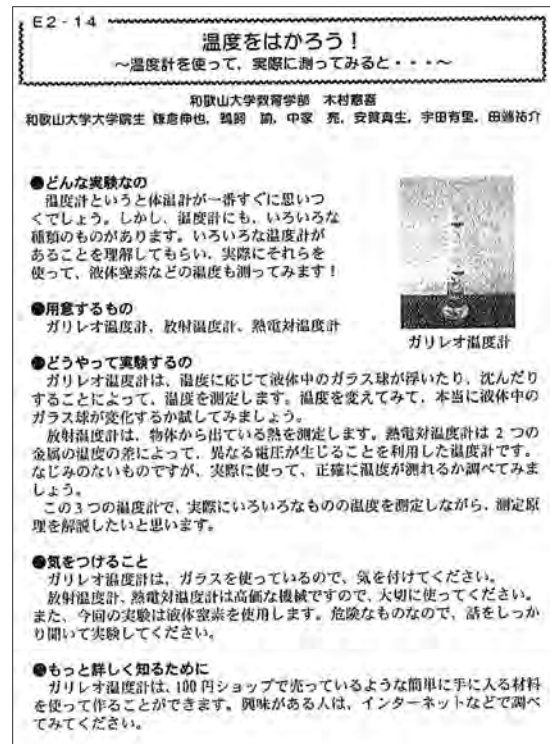 E2-14
温度をはかろう！
～温度計を使って，実際に測ってみると・・・～
和歌山大学教育学部　木村憲喜
和歌山大学大学院生　鎌倉伸也，鵜飼　諭，中家　亮，安賀真生，宇田有里，田端祐介
●どんな実験なの
温度計というと体温計が一番すぐに思いつ
くでしょう。しかし、温度計にも、いろいろな
種類のものがあります。いろいろな温度計が
あることを理解してもらい、実際にそれらを
使って、液体窒素などの温度も測ってみます！
●用意するもの
ガリレオ温度計、放射温度計、熱電対温度計
ガリレオ温度計
●どうやって実験するの
ガリレオ温度計は、温度に応じて液体中のガラス球が浮いたり、沈んだり
することによって、温度を測定します。温度を変えてみて、本当に液体中の
ガラス球が変化するか試してみましょう。
放射温度計は、物体から出ている熱を測定します。熱電対温度計は 2 つの
金属の温度の差によって、異なる電圧が生じることを利用した温度計です。
なじみのないものですが、実際に使って、正確に温度が測れるか調べてみま
しょう。
この3つの温度計で、実際にいろいろなものの温度を測定しながら、測定原
理を解説したいと思います。
●気をつけること
ガリレオ温度計は、ガラスを使っているので、気を付けてください。
放射温度計、熱電対温度計は高価な機械ですので、大切に使ってください。
また、今回の実験は液体窒素を使用します。危険なものなので、話をしっか
り聞いて実験してください。
●もっと詳しく知るために
ガリレオ温度計は、100 円ショップで売っているような簡単に手に入る材料
を使って作ることができます。興味がある人は、インターネットなどで調べ
てみてください。